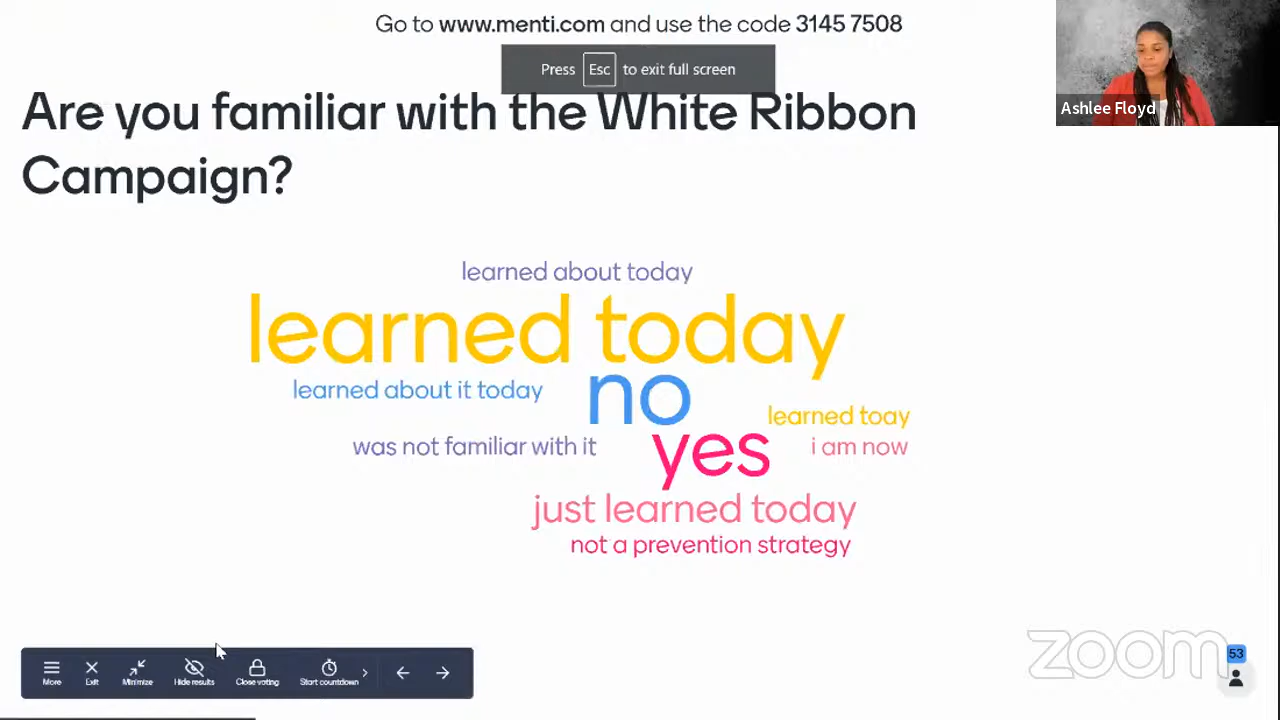 Go to www.menti.com and use the code 3145 7508
Press Esc to exit full screen
Ashlee Floyd
Are you familiar with the White Ribbon
Campaign?
learned about today
learned today
learned about it today
no
learned toay
was not familiar with it
yes
i am now
just learned today
not a prevention strategy
zoom
53
More
Exit
Minimize
Hide results
Close voting
Start countdown